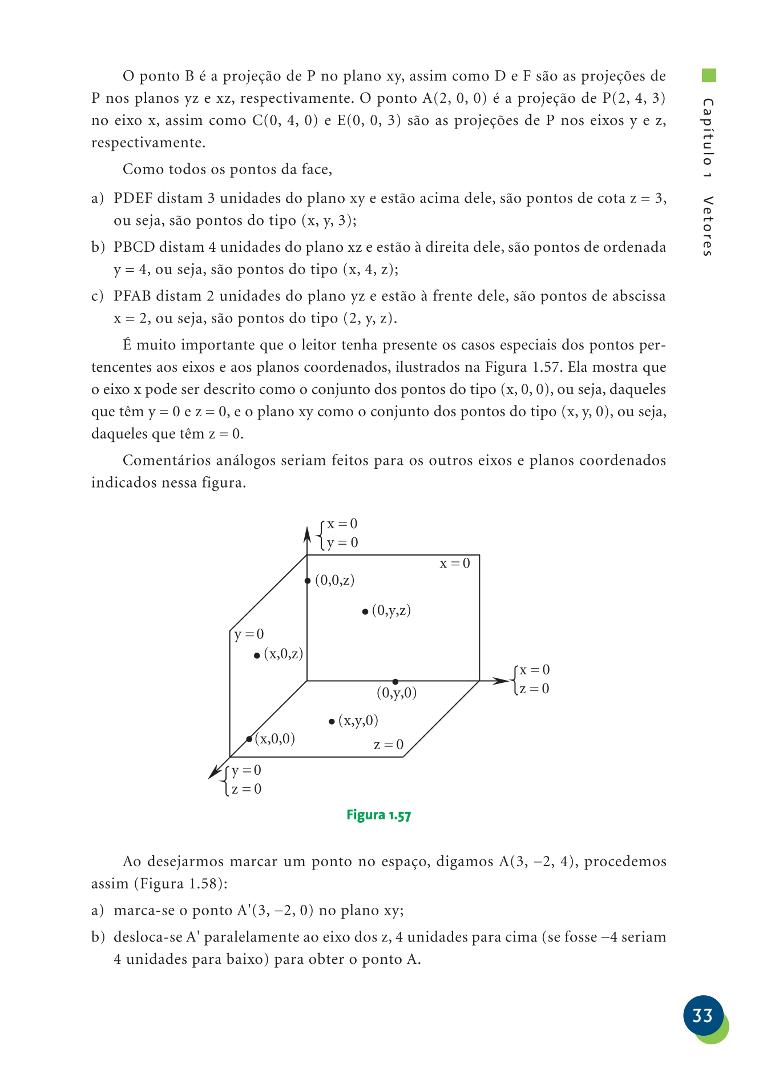 O ponto B é a projeção de P no plano xy, assim como D e F são as projeções de
P nos planos yz e xz, respectivamente. O ponto A(2, 0, 0) é a projeção de P(2, 4, 3)
no eixo x, assim como C(0, 4, 0) e E(0, 0, 3) são as projeções de P nos eixos y e z,
respectivamente.
Como todos os pontos da face,
a) PDEF distam 3 unidades do plano xy e estão acima dele, são pontos de cota z = 3,
ou seja, são pontos do tipo (x, y, 3);
b) PBCD distam 4 unidades do plano xz e estão à direita dele, são pontos de ordenada
y = 4, ou seja, são pontos do tipo (x, 4, z);
c) PFAB distam 2 unidades do plano yz e estão à frente dele, são pontos de abscissa
x = 2, ou seja, são pontos do tipo (2, y, z).
É muito importante que o leitor tenha presente os casos especiais dos pontos per-
tencentes aos eixos e aos planos coordenados, ilustrados na Figura 1.57. Ela mostra que
o eixo x pode ser descrito como o conjunto dos pontos do tipo (x, 0, 0), ou seja, daqueles
que têm y = 0 e z = 0, e o plano xy como o conjunto dos pontos do tipo (x, y, 0), ou seja,
daqueles que têm z = 0.
Comentários análogos seriam feitos para os outros eixos e planos coordenados
indicados nessa figura.
x = 0
y = 0
x = 0
(0,0,z)
(0,y,z)
y = 0
(x,0,z)
x = 0
z = 0
(0,y,0)
(x,y,0)
(x,0,0)
z = 0
y = 0
z = 0
Figura 1.57
Ao desejarmos marcar um ponto no espaço, digamos A(3, −2, 4), procedemos
assim (Figura 1.58):
a) marca-se o ponto A'(3, −2, 0) no plano xy;
b) desloca-se A' paralelamente ao eixo dos z, 4 unidades para cima (se fosse −4 seriam
4 unidades para baixo) para obter o ponto A.
Capítulo 1 Vetores
33